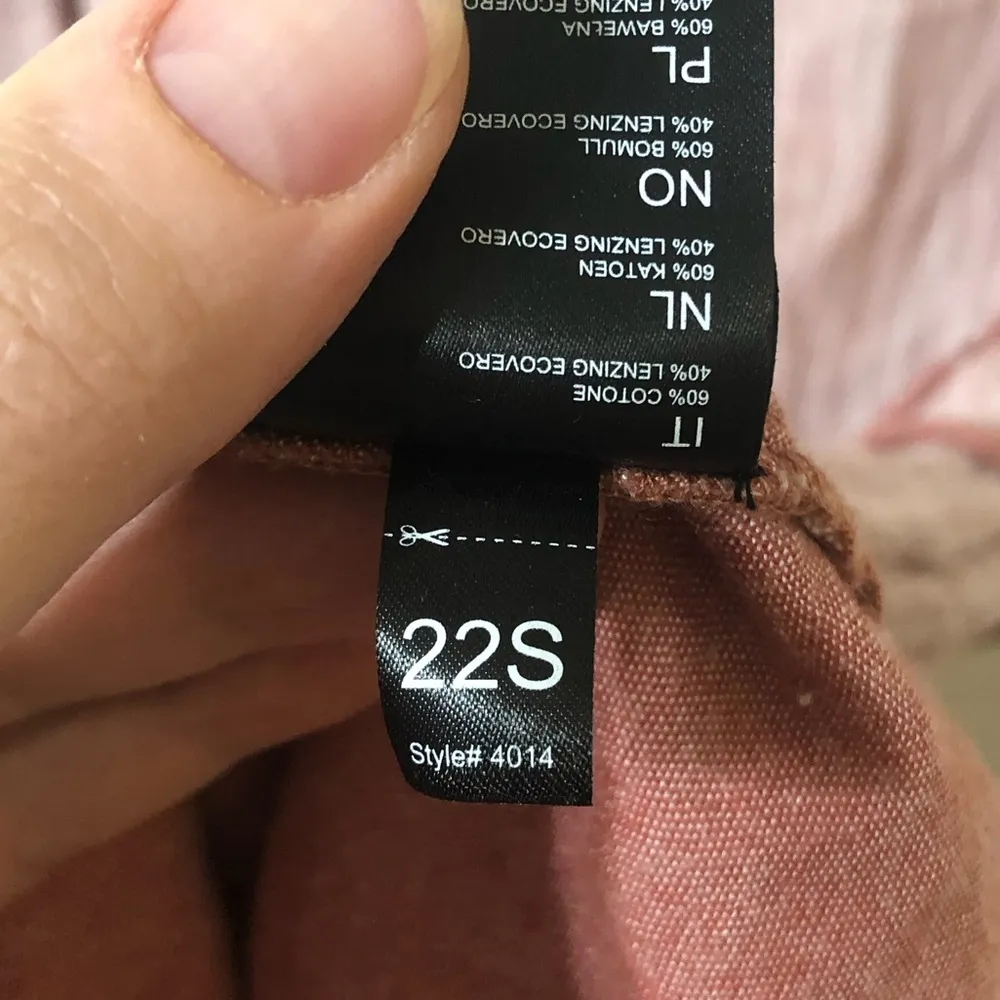 IT
60% COTONE
40% LENZING ECOVERO
NL
60% KATOEN
40% LENZING ECOVERO
NO
60% BOMULL
40% LENZING ECOVERO
PL
60% BAWEŁNA
40% LENZING ECOVERO
22S
Style# 4014